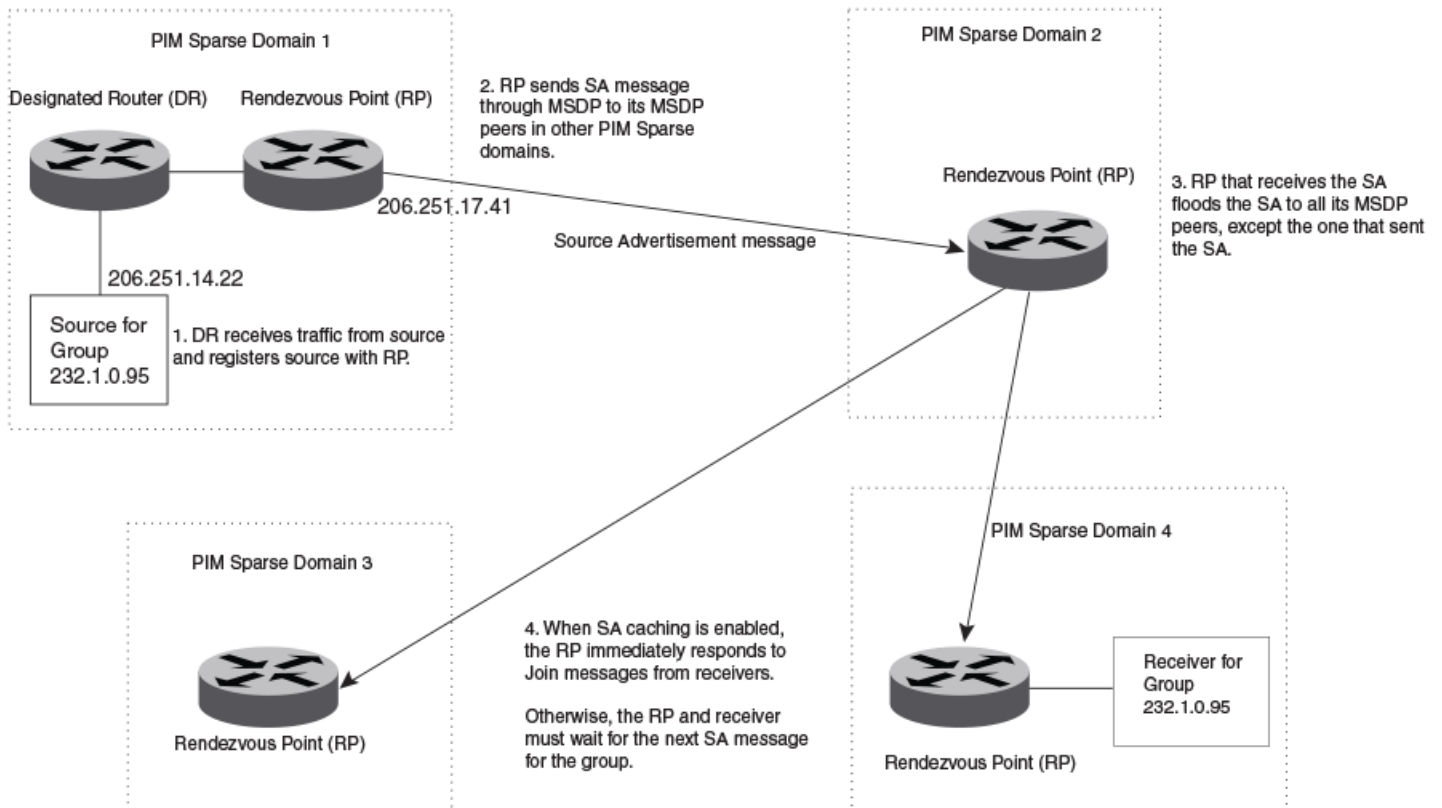 PIM Sparse Domain 1
Designated Router (DR)
Rendezvous Point (RP)
206.251.17.41
206.251.14.22
Source for
Group
232.1.0.95
1. DR receives traffic from source
and registers source with RP.
2. RP sends SA message
through MSDP to its MSDP
peers in other PIM Sparse
domains.
Source Advertisement message
PIM Sparse Domain 2
Rendezvous Point (RP)
3. RP that receives the SA
floods the SA to all its MSDP
peers, except the one that sent
the SA.
PIM Sparse Domain 3
Rendezvous Point (RP)
4. When SA caching is enabled,
the RP immediately responds to
Join messages from receivers.
Otherwise, the RP and receiver
must wait for the next SA message
for the group.
PIM Sparse Domain 4
Rendezvous Point (RP)
Receiver for
Group
232.1.0.95